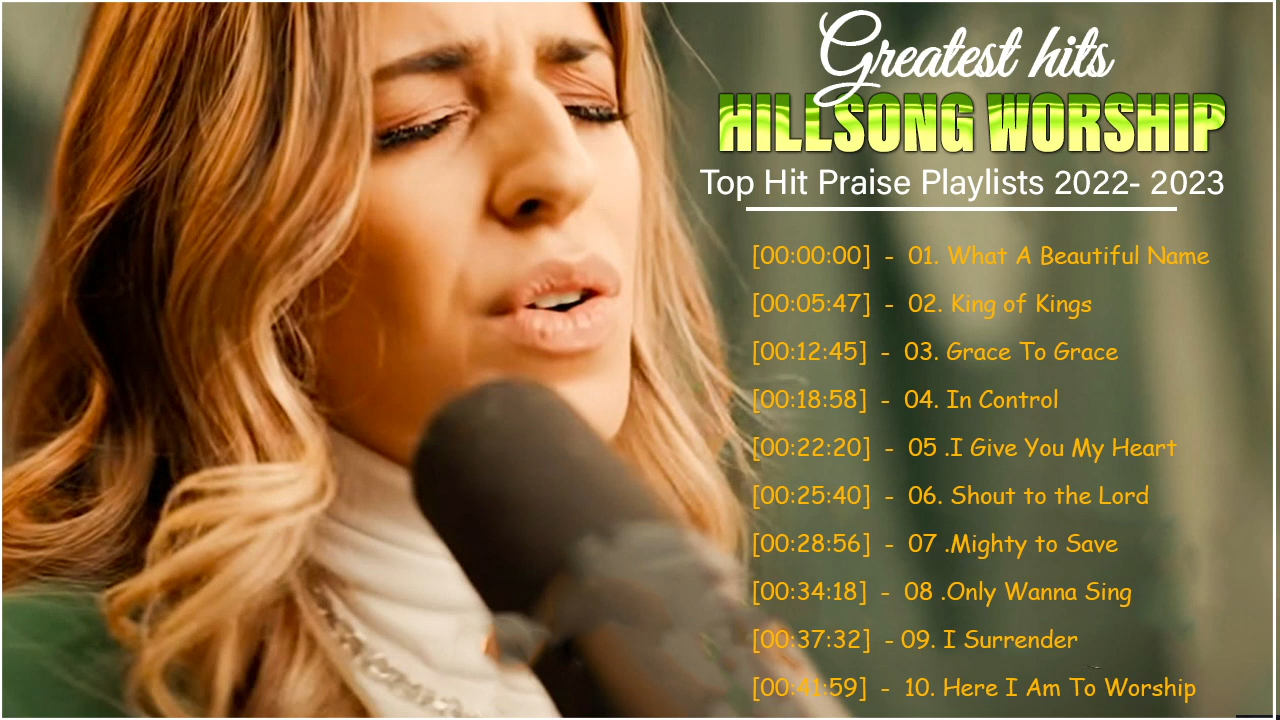 Greatest hits
HILLSONG WORSHIP
Top Hit Praise Playlists 2022- 2023
[00:00:00] - 01. What A Beautiful Name
[00:05:47] - 02. King of Kings
[00:12:45] - 03. Grace To Grace
[00:18:58] - 04. In Control
[00:22:20] - 05 .I Give You My Heart
[00:25:40] - 06. Shout to the Lord
[00:28:56] - 07 .Mighty to Save
[00:34:18] - 08 .Only Wanna Sing
[00:37:32] - 09. I Surrender
[00:41:59] - 10. Here I Am To Worship